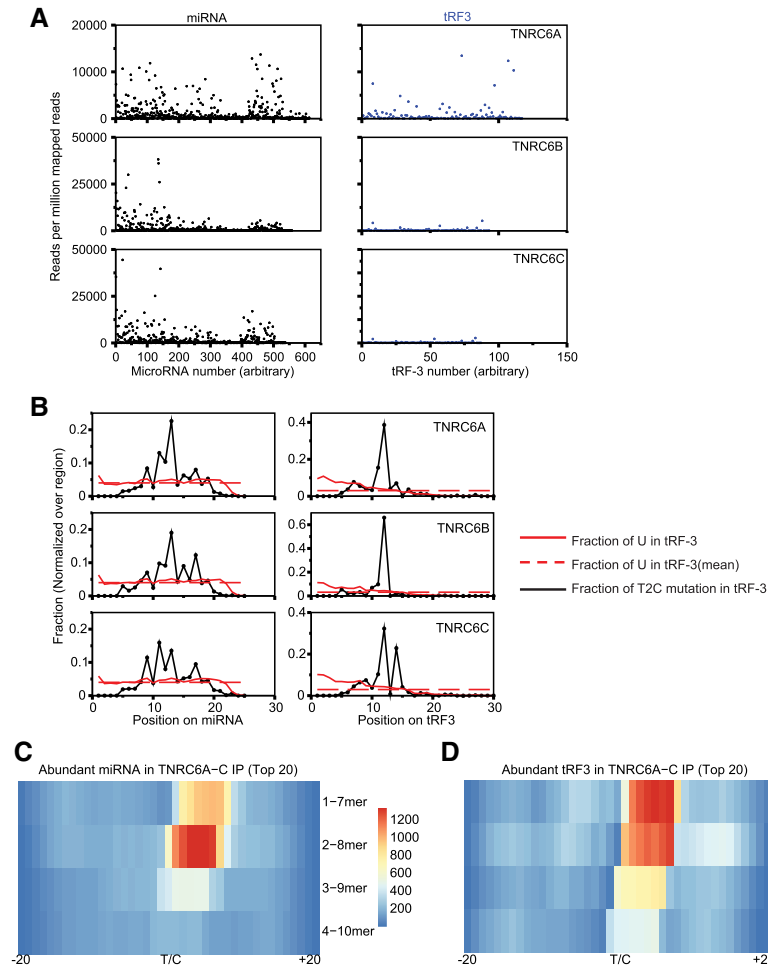 A
miRNA
tRF3
Reads per million mapped reads
20000
10000
0
TNRC6A
50000
25000
0
TNRC6B
50000
25000
0
TNRC6C
0 100 200 300 400 500 600
MicroRNA number (arbitrary)
0 50 100 150
tRF-3 number (arbitrary)
B
Fraction (Normalized over region)
0.2
0.1
0
0.4
0.2
0
TNRC6A
0.2
0.1
0
0.6
0.4
0.2
0
TNRC6B
0.2
0.1
0
0.4
0.2
0
TNRC6C
0 10 20 30
Position on miRNA
0 10 20 30
Position on tRF3
Fraction of U in tRF-3
Fraction of U in tRF-3(mean)
Fraction of T2C mutation in tRF-3
C
Abundant miRNA in TNRC6A−C IP (Top 20)
1−7mer
2−8mer
3−9mer
4−10mer
-20 T/C +20
1200
1000
800
600
400
200
D
Abundant tRF3 in TNRC6A−C IP (Top 20)
-20 T/C +2